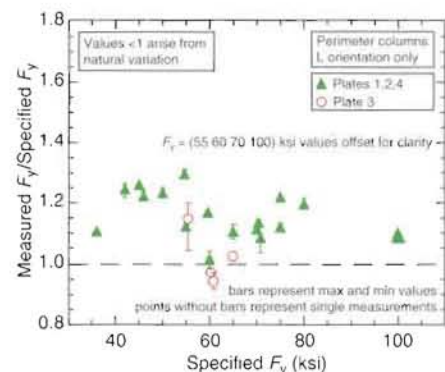 1.8
1.6
1.4
1.2
1.0
0.8
Measured Fy/Specified Fy
Values <1 arise from
natural variation
Perimeter columns
L orientation only
Plates 1,2,4
Plate 3
Fy = (55 60 70 100) ksi values offset for clarity
bars represent max and min values
points without bars represent single measurements
40 60 80 100
Specified Fy (ksi)